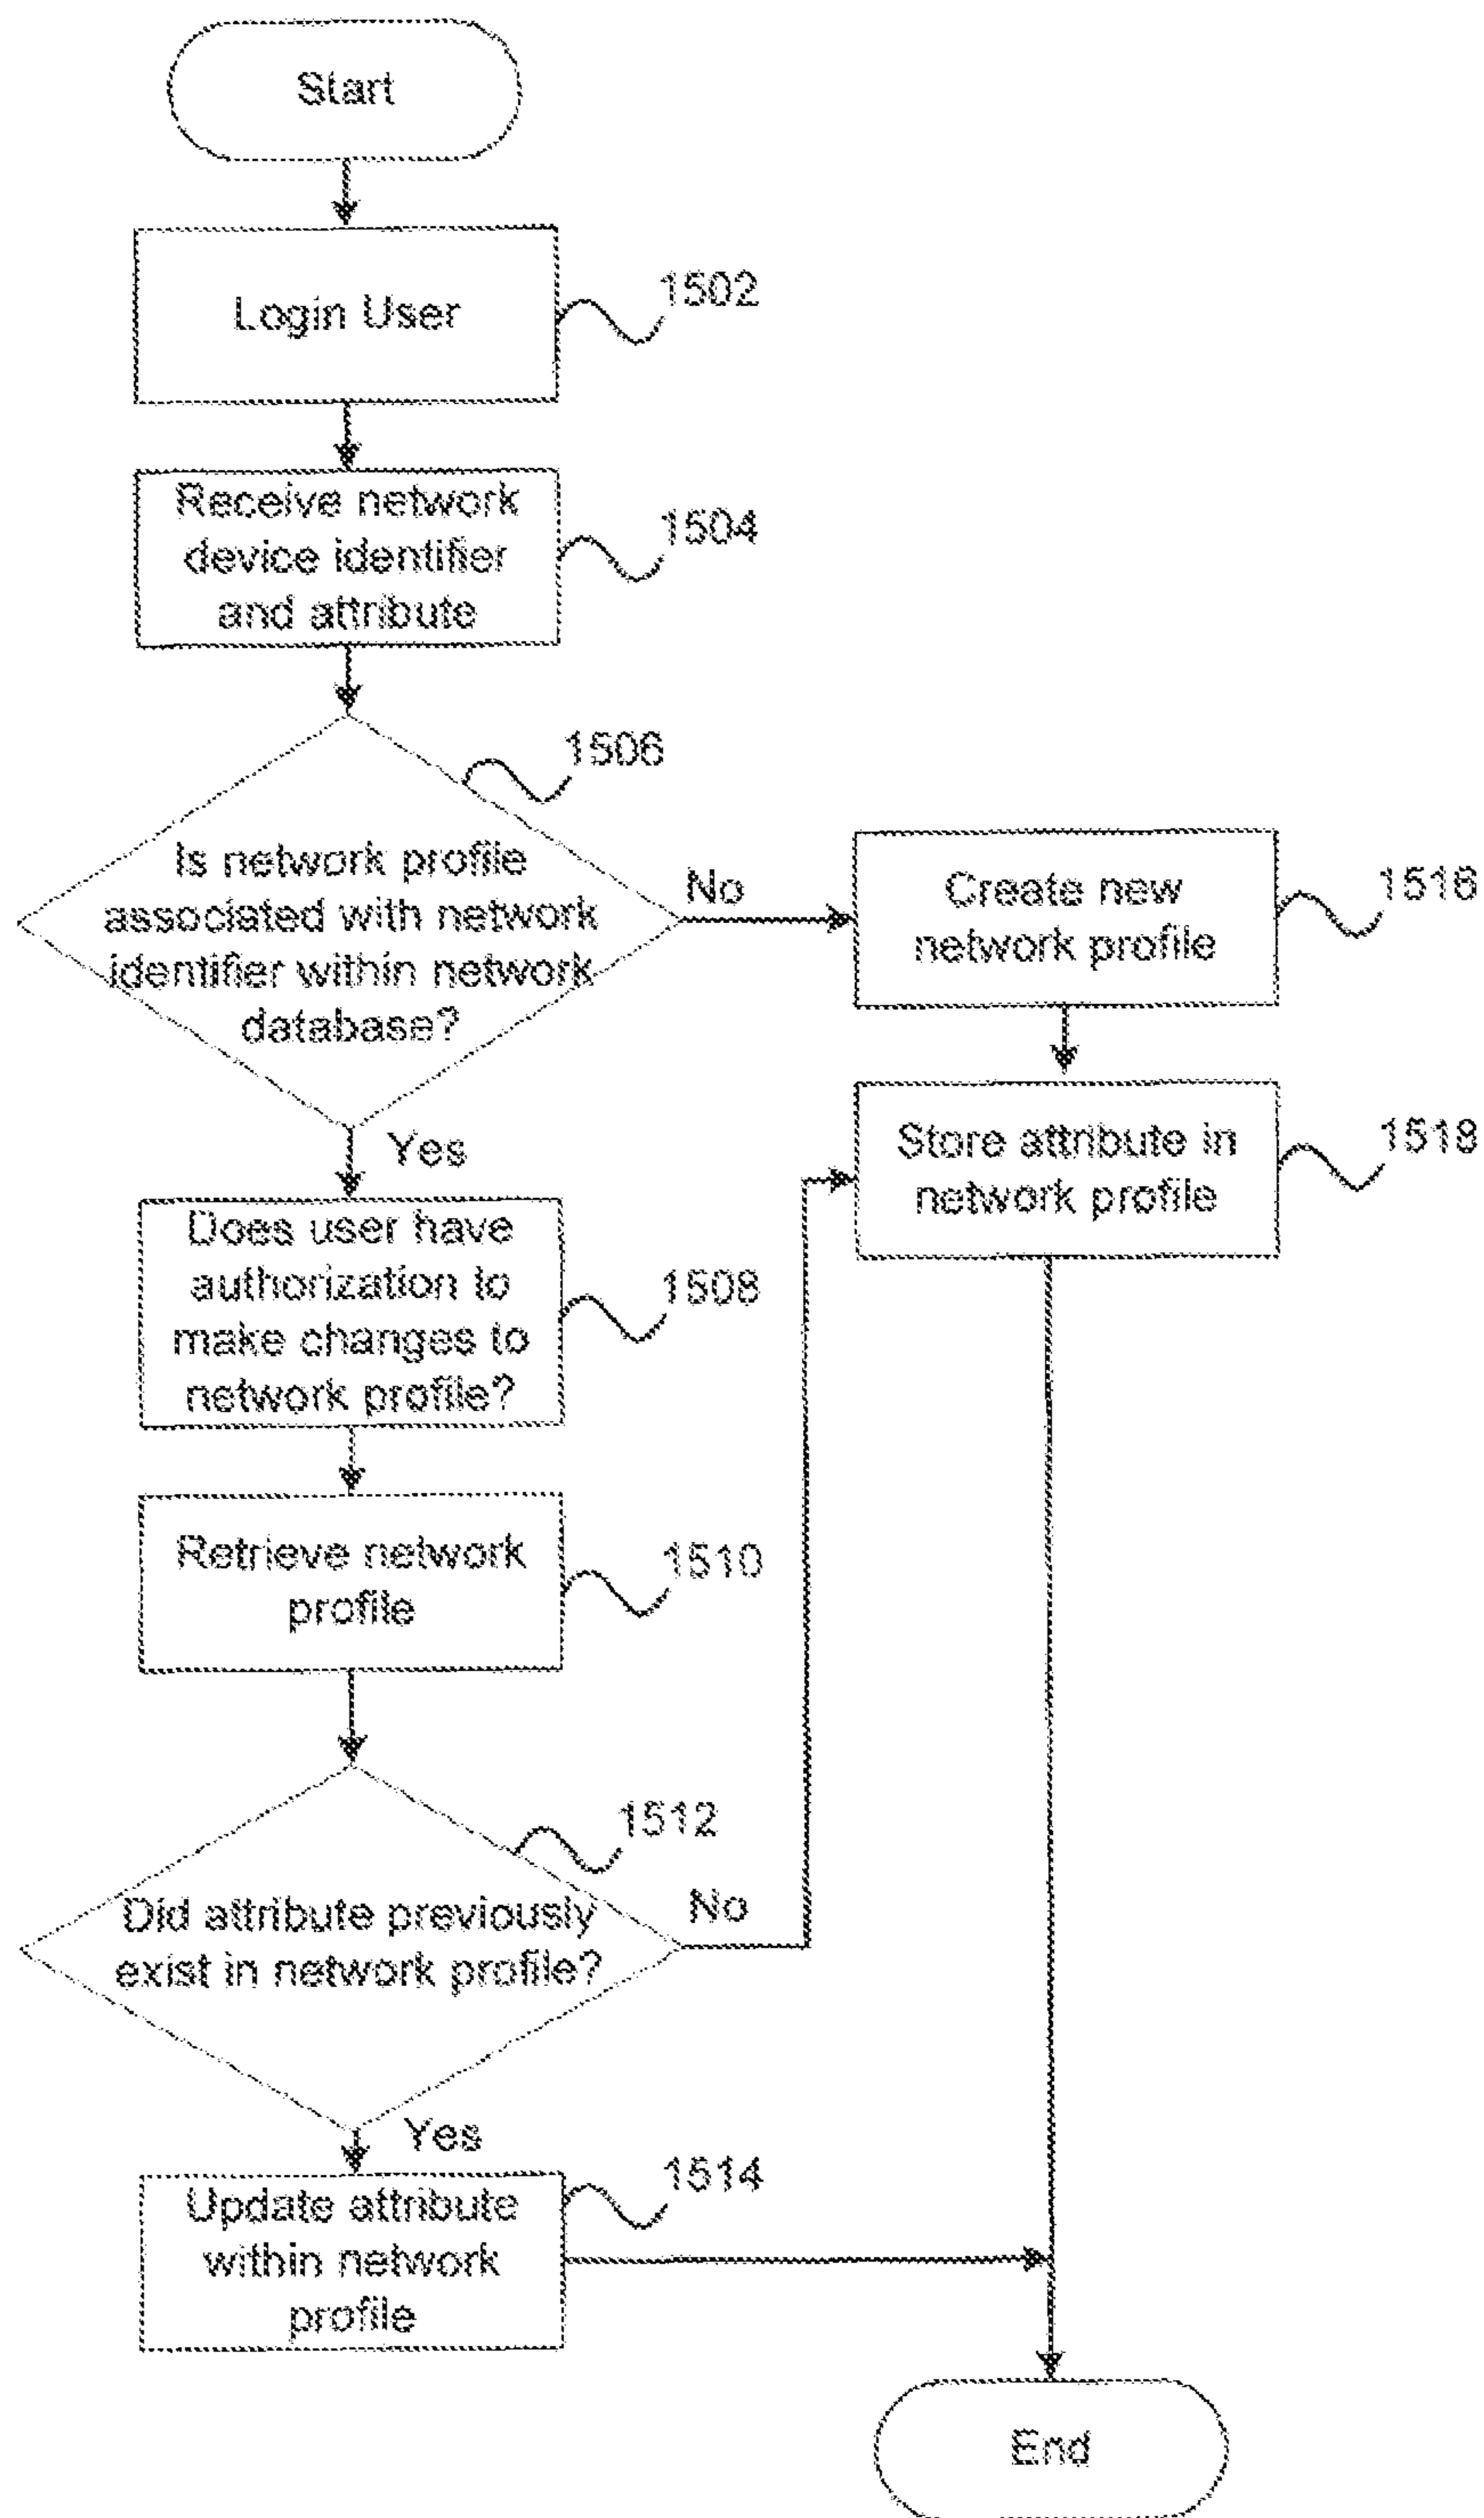 Start
Login User
1502
Receive network
device identifier
and attribute
1504
1506
Is network profile
associated with network
identifier within network
database?
No
Yes
Create new
network profile
1516
Store attribute in
network profile
1518
Does user have
authorization to
make changes to
network profile?
1508
Retrieve network
profile
1510
1512
Did attribute previously
exist in network profile?
No
Yes
Update attribute
within network
profile
1514
End